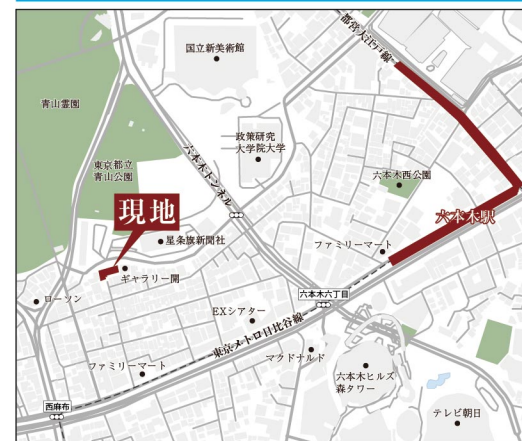 都営大江戸線
国立新美術館
青山霊園
政策研究
大学院大学
六本木トンネル
東京都立
青山公園
六本木西公園
現地
六本木駅
星条旗新聞社
ファミリーマート
ギャラリー間
六本木六丁目
ローソン
EXシアター
東京メトロ日比谷線
マクドナルド
ファミリーマート
六本木ヒルズ
森タワー
西麻布
テレビ朝日